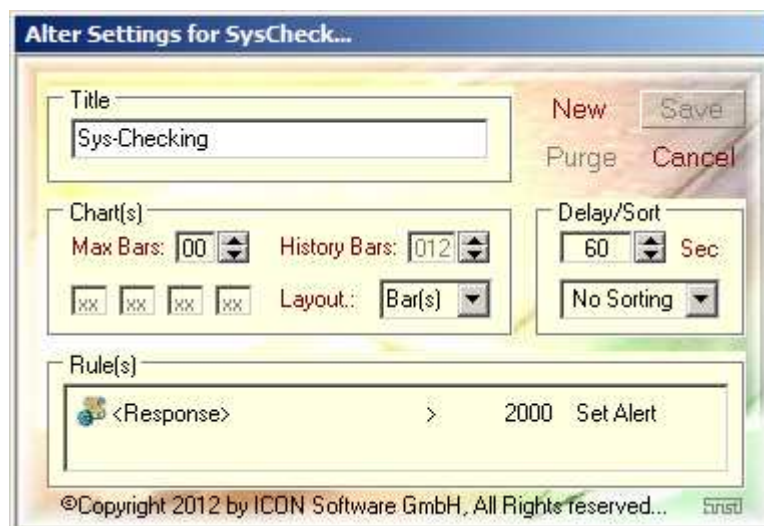 Alter Settings for SysCheck...
Title
Sys-Checking
New Save
Purge Cancel
Chart(s)
Max Bars: 00 History Bars: 012
xx xx xx xx Layout.: Bar(s)
Delay/Sort
60 Sec
No Sorting
Rule(s)
<Response> > 2000 Set Alert
©Copyright 2012 by ICON Software GmbH, All Rights reserved...